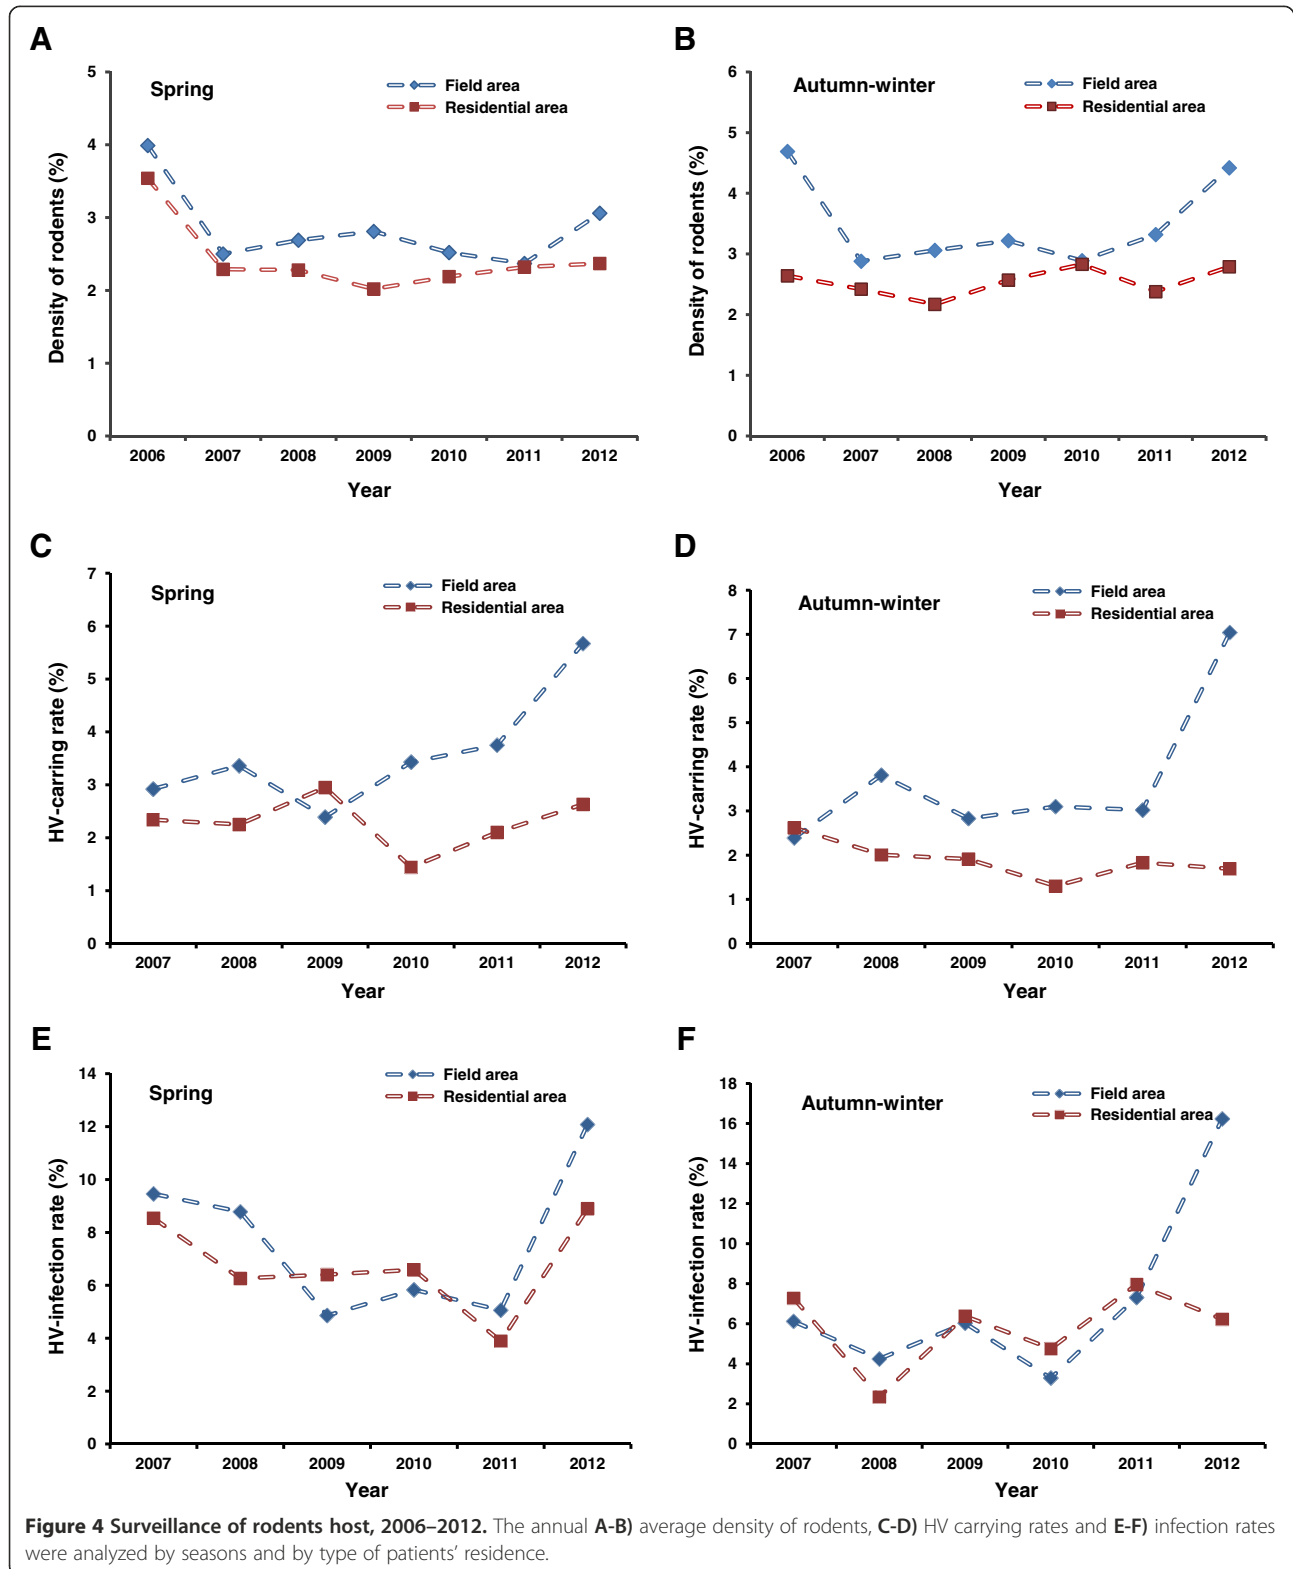 A
Spring
Field area
Residential area
Density of rodents (%)
5
4
3
2
1
0
2006 2007 2008 2009 2010 2011 2012
Year
B
Autumn-winter
Field area
Residential area
Density of rodents (%)
6
5
4
3
2
1
0
2006 2007 2008 2009 2010 2011 2012
Year
C
Spring
Field area
Residential area
HV-carring rate (%)
7
6
5
4
3
2
1
0
2007 2008 2009 2010 2011 2012
Year
D
Autumn-winter
Field area
Residential area
HV-carring rate (%)
8
7
6
5
4
3
2
1
0
2007 2008 2009 2010 2011 2012
Year
E
Spring
Field area
Residential area
HV-infection rate (%)
14
12
10
8
6
4
2
0
2007 2008 2009 2010 2011 2012
Year
F
Autumn-winter
Field area
Residential area
HV-infection rate (%)
18
16
14
12
10
8
6
4
2
0
2007 2008 2009 2010 2011 2012
Year
Figure 4 Surveillance of rodents host, 2006–2012. The annual A-B) average density of rodents, C-D) HV carrying rates and E-F) infection rates
were analyzed by seasons and by type of patients’ residence.